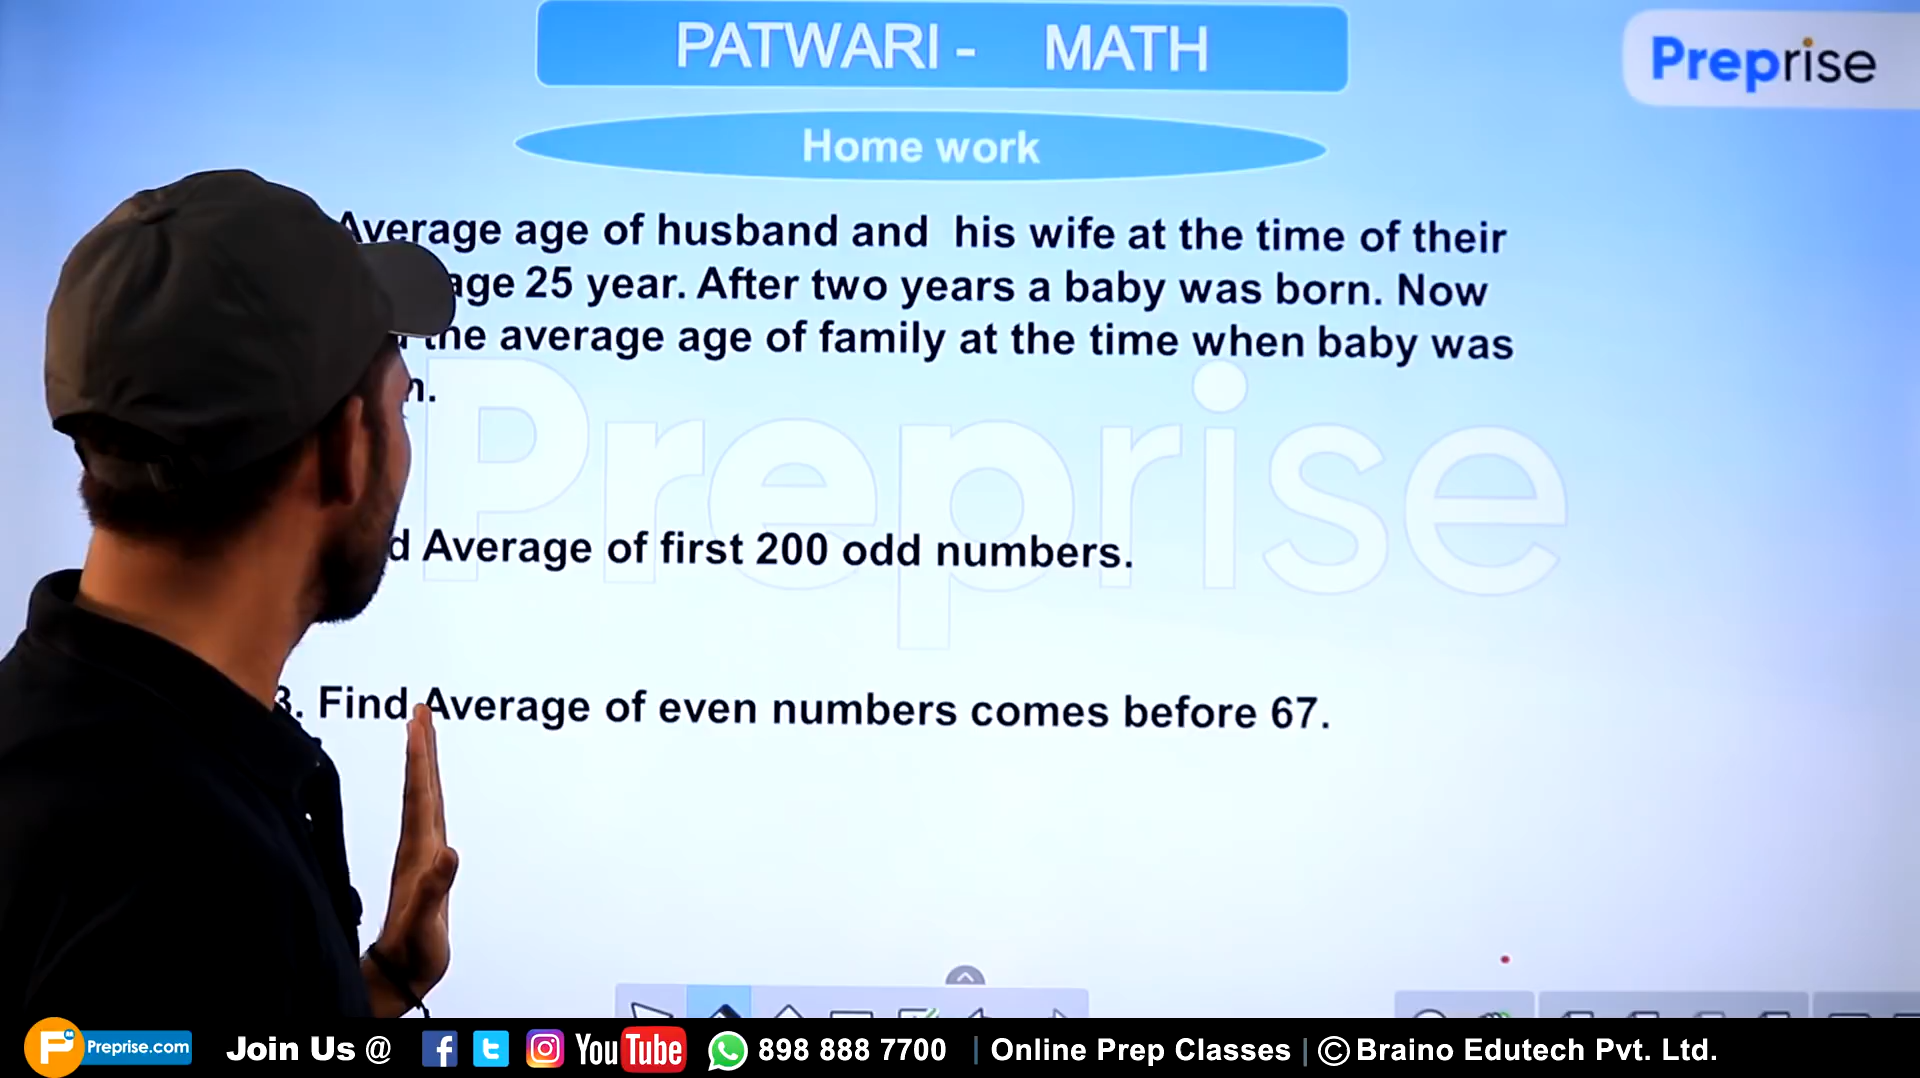 PATWARI - MATH
Preprise
Home work
Average age of husband and his wife at the time of their
age 25 year. After two years a baby was born. Now
the average age of family at the time when baby was
n.
Preprise
d Average of first 200 odd numbers.
3. Find Average of even numbers comes before 67.
Preprise.com Join Us @ YouTube 898 888 7700 | Online Prep Classes | © Braino Edutech Pvt. Ltd.